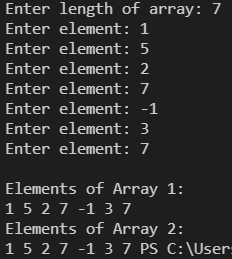 Enter length of array: 7
Enter element: 1
Enter element: 5
Enter element: 2
Enter element: 7
Enter element: -1
Enter element: 3
Enter element: 7
Elements of Array 1:
1 5 2 7 -1 3 7
Elements of Array 2:
1 5 2 7 -1 3 7 PS C:\Users